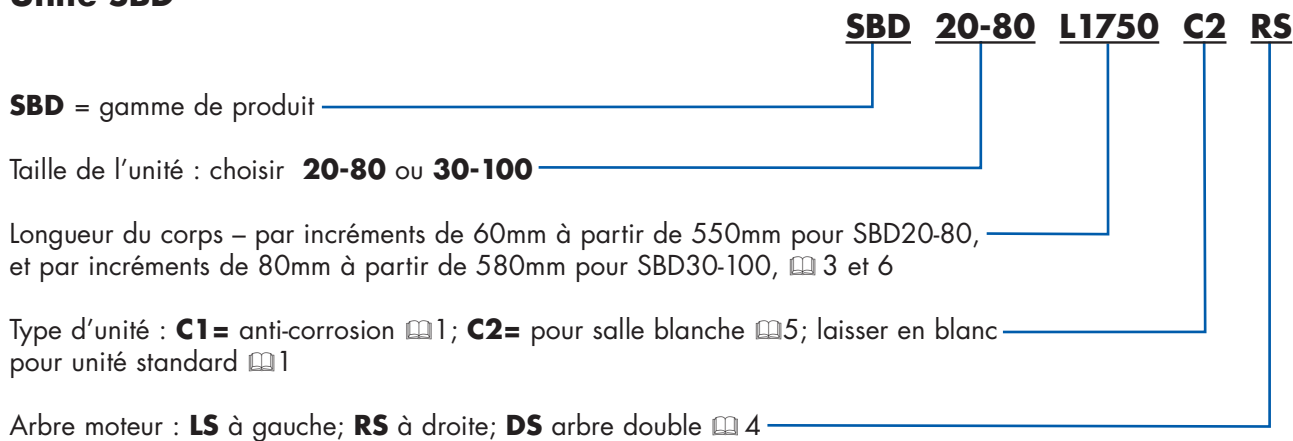 Unité SBD
SBD 20-80 L1750 C2 RS
SBD = gamme de produit
Taille de l'unité : choisir 20-80 ou 30-100
Longueur du corps – par incréments de 60mm à partir de 550mm pour SBD20-80,
et par incréments de 80mm à partir de 580mm pour SBD30-100, 🕮 3 et 6
Type d'unité : C1= anti-corrosion 🕮1; C2= pour salle blanche 🕮5; laisser en blanc
pour unité standard 🕮1
Arbre moteur : LS à gauche; RS à droite; DS arbre double 🕮 4